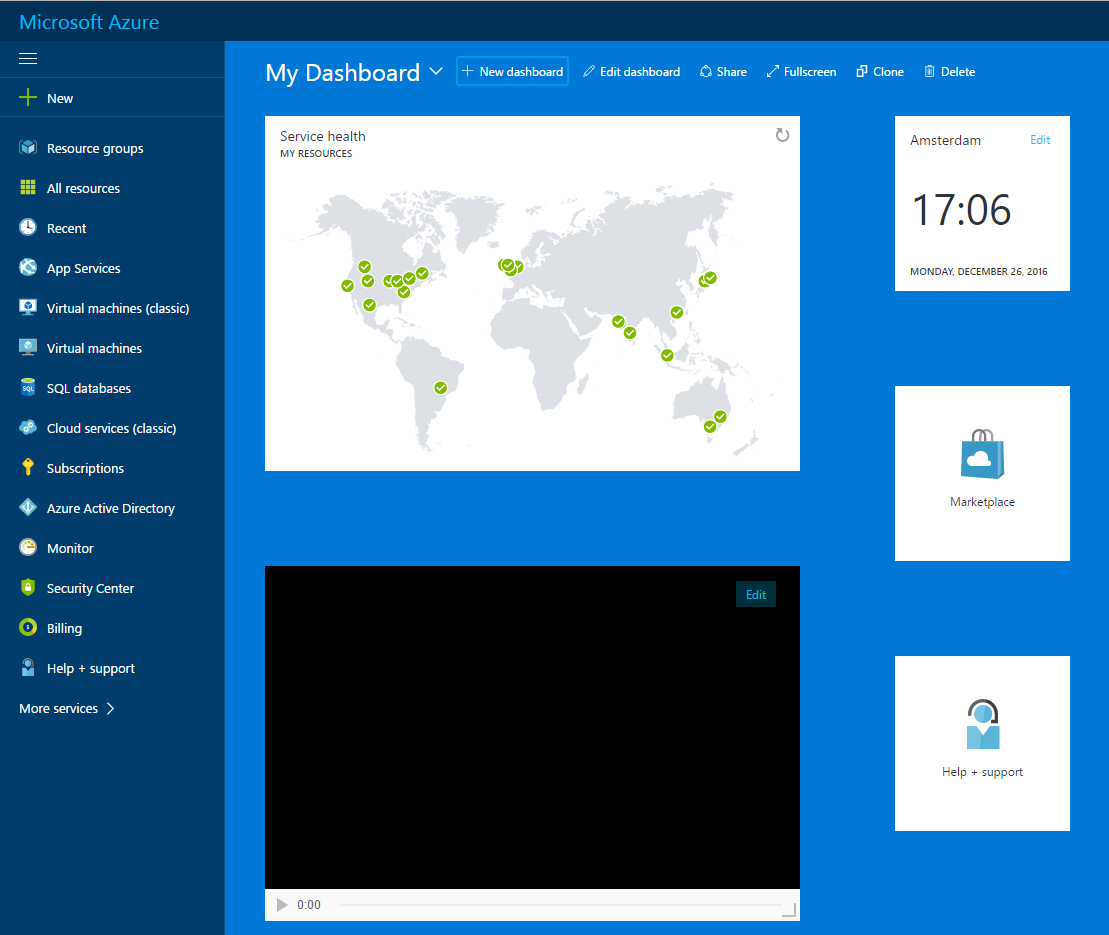 Microsoft Azure
My Dashboard
New dashboard
Edit dashboard
Share
Fullscreen
Clone
Delete
New
Resource groups
All resources
Recent
App Services
Virtual machines (classic)
Virtual machines
SQL
SQL databases
Cloud services (classic)
Subscriptions
Azure Active Directory
Monitor
Security Center
Billing
Help + support
More services
Service health
MY RESOURCES
Amsterdam
Edit
17:06
MONDAY, DECEMBER 26, 2016
Marketplace
Edit
0:00
Help + support